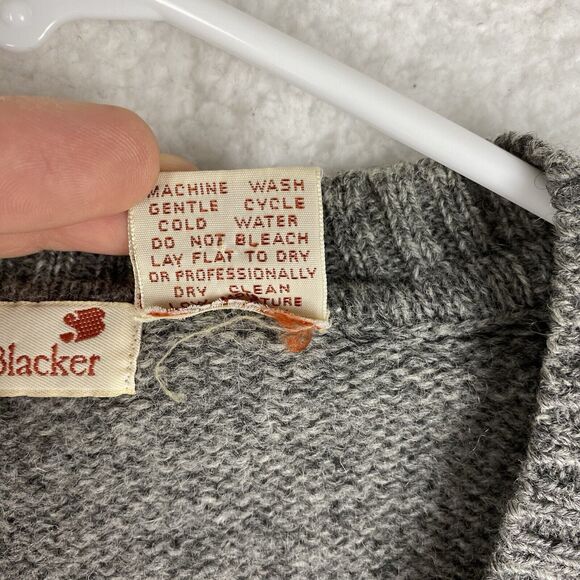 MACHINE WASH
GENTLE CYCLE
COLD WATER
DO NOT BLEACH
LAY FLAT TO DRY
OR PROFESSIONALLY
DRY CLEAN
Blacker